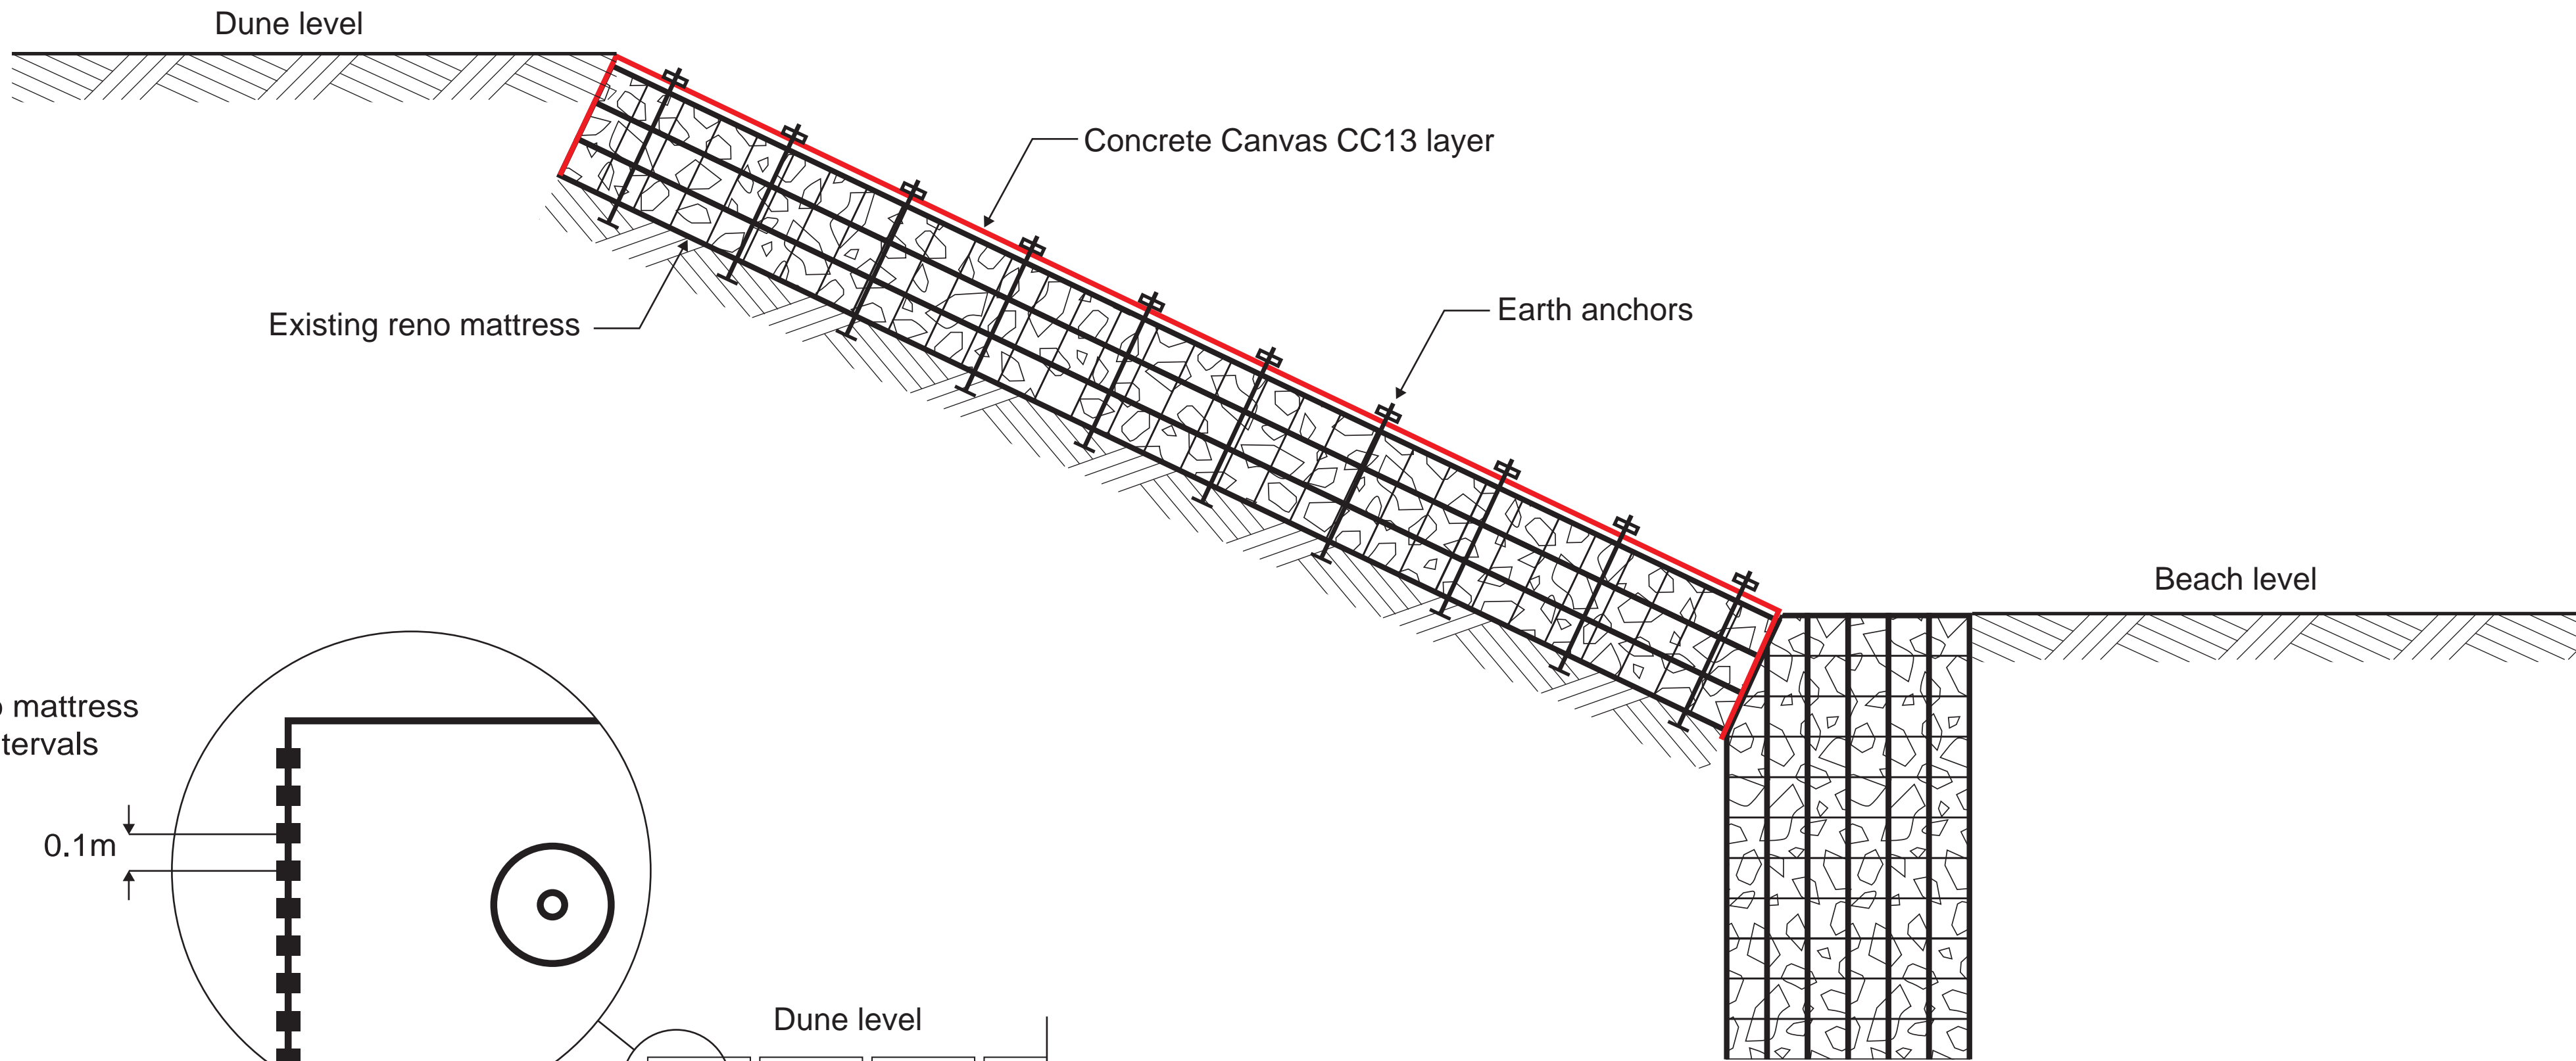 Dune level
Concrete Canvas CC13 layer
Existing reno mattress
Earth anchors
Beach level
mattress
tervals
0.1m
Dune level